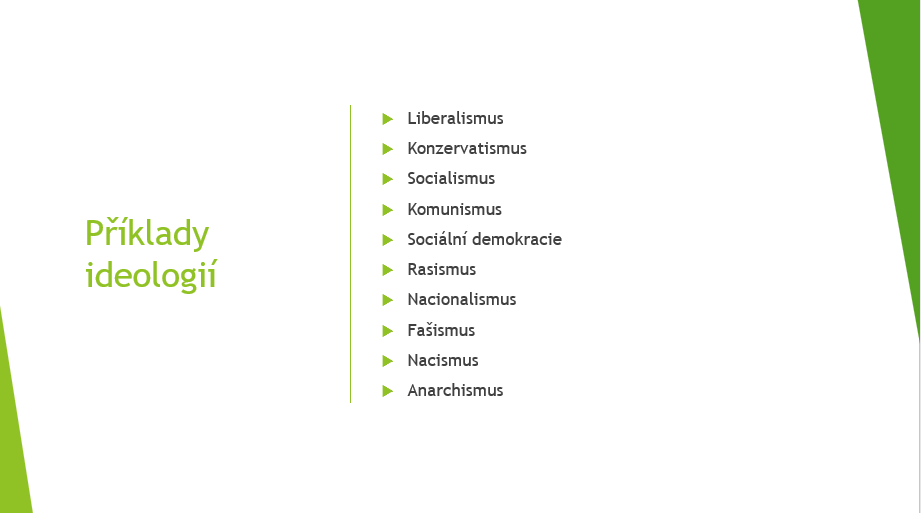 Příklady
ideologií
Liberalismus
Konzervatismus
Socialismus
Komunismus
Sociální demokracie
Rasismus
Nacionalismus
Fašismus
Nacismus
Anarchismus